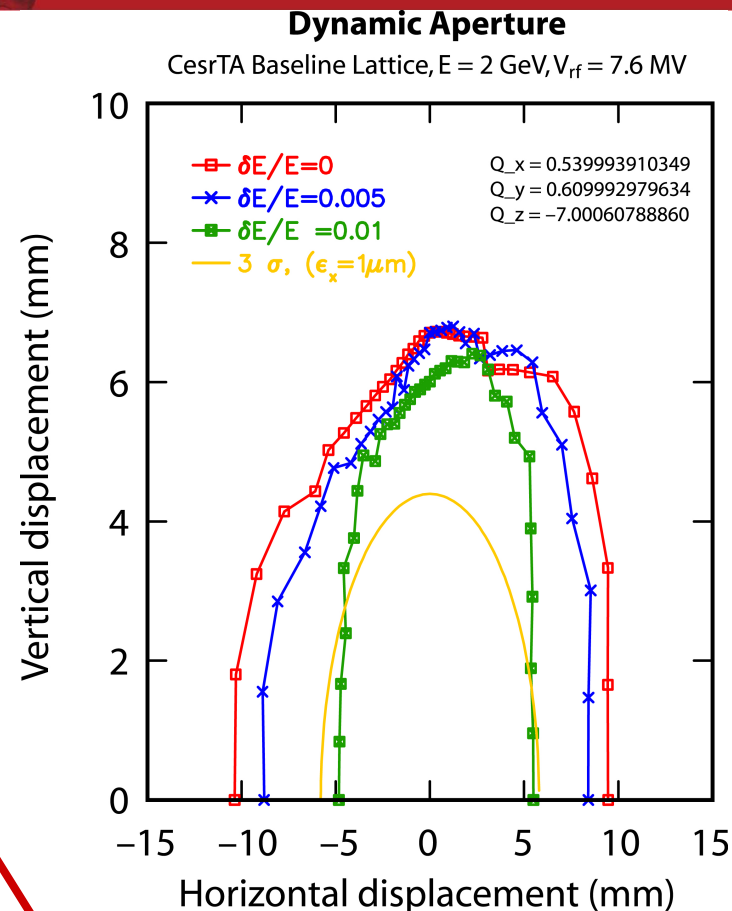 Dynamic Aperture
CesrTA Baseline Lattice, E = 2 GeV, Vrf = 7.6 MV
10
8
6
4
2
0
Vertical displacement (mm)
δE/E=0
δE/E=0.005
δE/E =0.01
3 σ, (ϵx=1μm)
Q_x = 0.539993910349
Q_y = 0.609992979634
Q_z = –7.00060788860
–15 –10 –5 0 5 10 15
Horizontal displacement (mm)